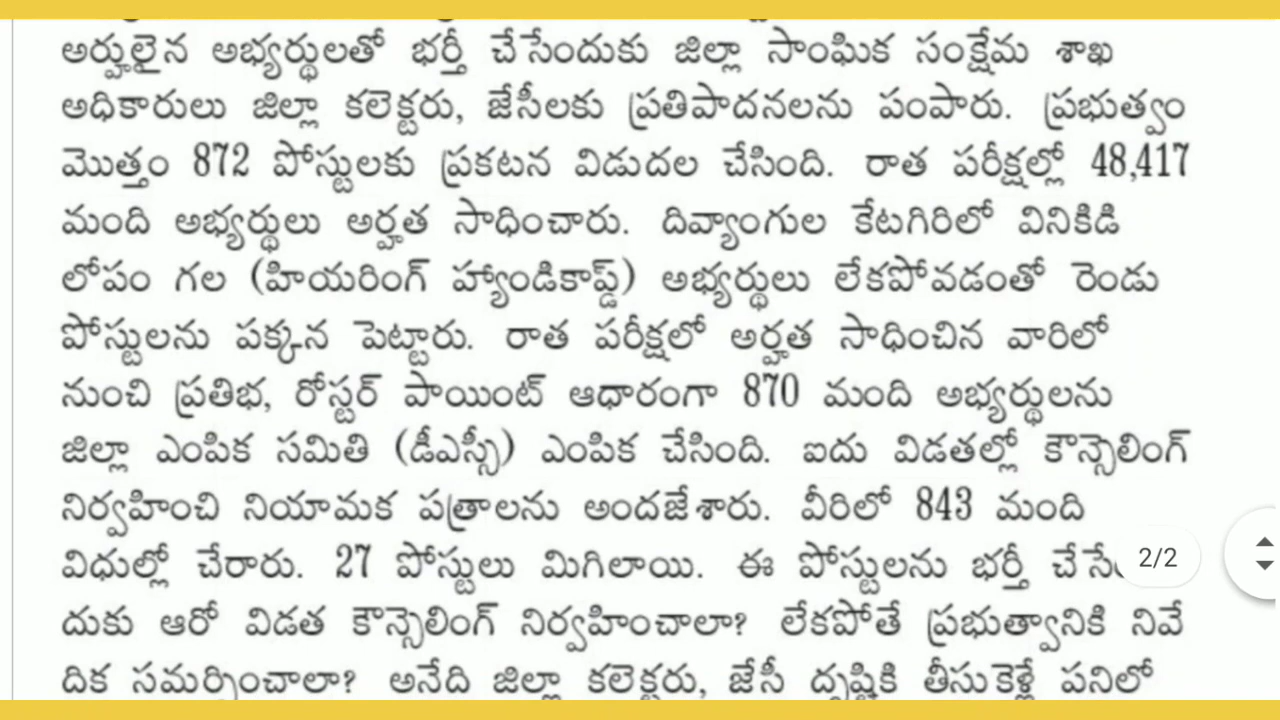 అర్హులైన అభ్యర్థులతో భర్తీ చేసేందుకు జిల్లా సాంఘిక సంక్షేమ శాఖ
అధికారులు జిల్లా కలెక్టరు, జేసీలకు ప్రతిపాదనలను పంపారు. ప్రభుత్వం
మొత్తం 872 పోస్టులకు ప్రకటన విడుదల చేసింది. రాత పరీక్షల్లో 48,417
మంది అభ్యర్థులు అర్హత సాధించారు. దివ్యాంగుల కేటగిరిలో వినికిడి
లోపం గల (హియరింగ్ హ్యాండికాప్డ్) అభ్యర్థులు లేకపోవడంతో రెండు
పోస్టులను పక్కన పెట్టారు. రాత పరీక్షలో అర్హత సాధించిన వారిలో
నుంచి ప్రతిభ, రోస్టర్ పాయింట్ ఆధారంగా 870 మంది అభ్యర్థులను
జిల్లా ఎంపిక సమితి (డీఎస్సీ) ఎంపిక చేసింది. ఐదు విడతల్లో కౌన్సెలింగ్
నిర్వహించి నియామక పత్రాలను అందజేశారు. వీరిలో 843 మంది
విధుల్లో చేరారు. 27 పోస్టులు మిగిలాయి. ఈ పోస్టులను భర్తీ చేసే
2/2
దుకు ఆరో విడత కౌన్సెలింగ్ నిర్వహించాలా? లేకపోతే ప్రభుత్వానికి నివే
దిక సమర్పించాలా? అనేది జిల్లా కలెక్టరు, జేసీ దృష్టికి తీసుకెళ్లే పనిలో